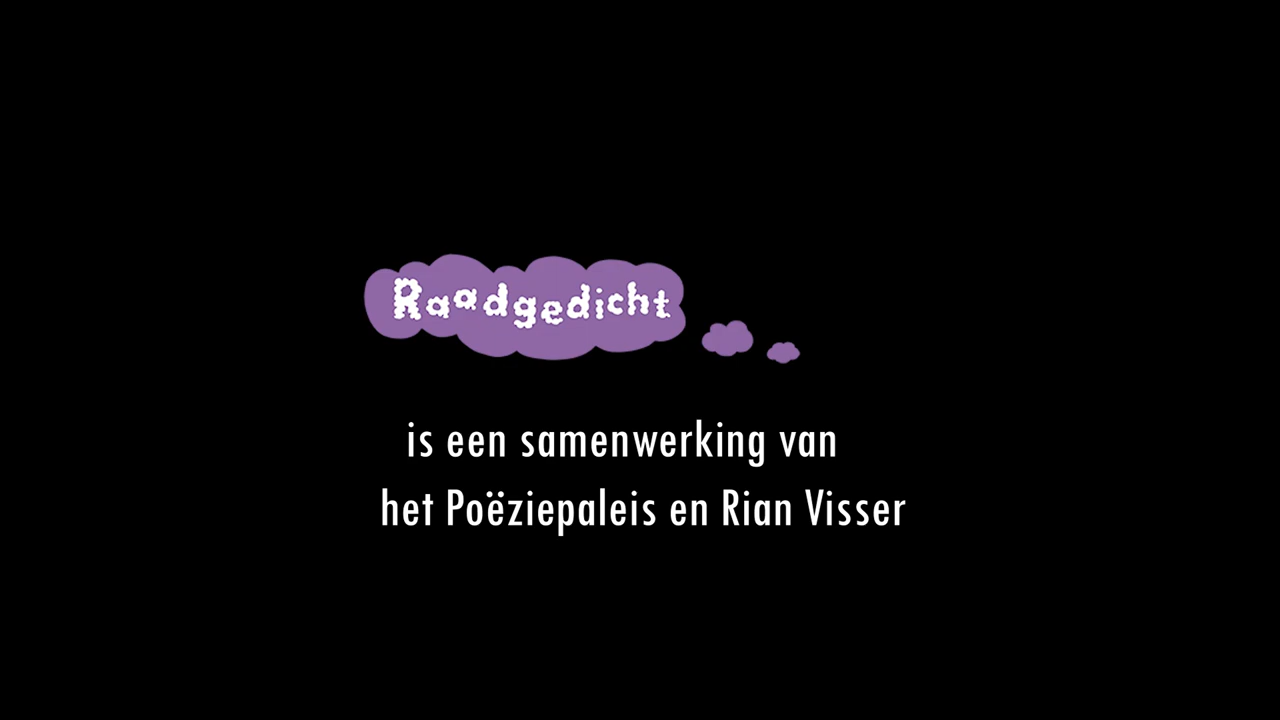 Raadgedicht
is een samenwerking van
het Poëziepaleis en Rian Visser